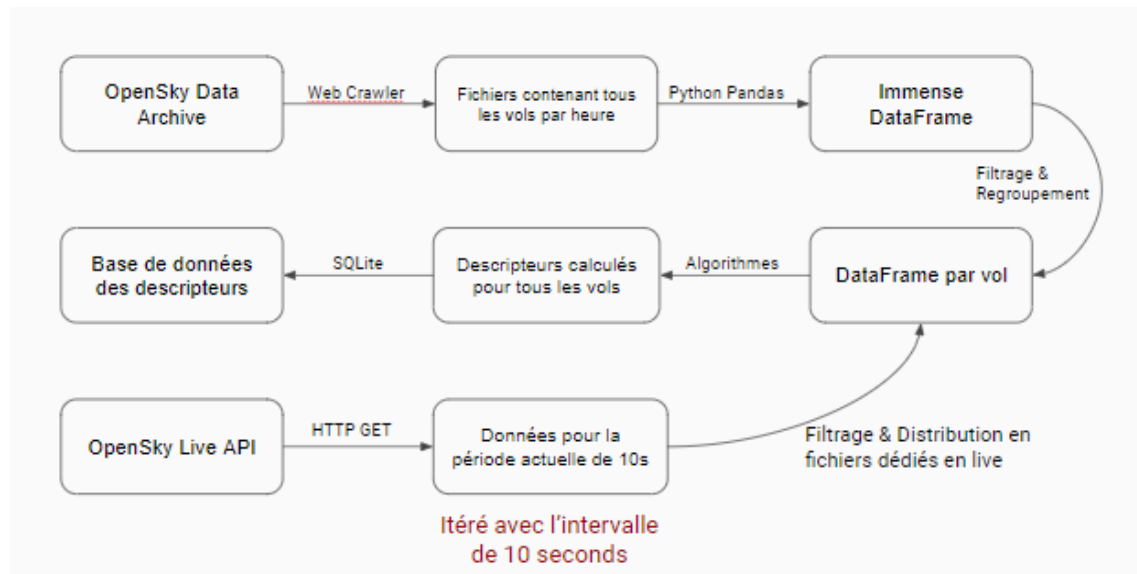 OpenSky Data
Archive
Web Crawler
Fichiers contenant tous
les vols par heure
Python Pandas
Immense
DataFrame
Filtrage &
Regroupement
Base de données
des descripteurs
SQLite
Descripteurs calculés
pour tous les vols
Algorithmes
DataFrame par vol
OpenSky Live API
HTTP GET
Données pour la
période actuelle de 10s
Filtrage & Distribution en
fichiers dédiés en live
Itéré avec l'intervalle
de 10 seconds